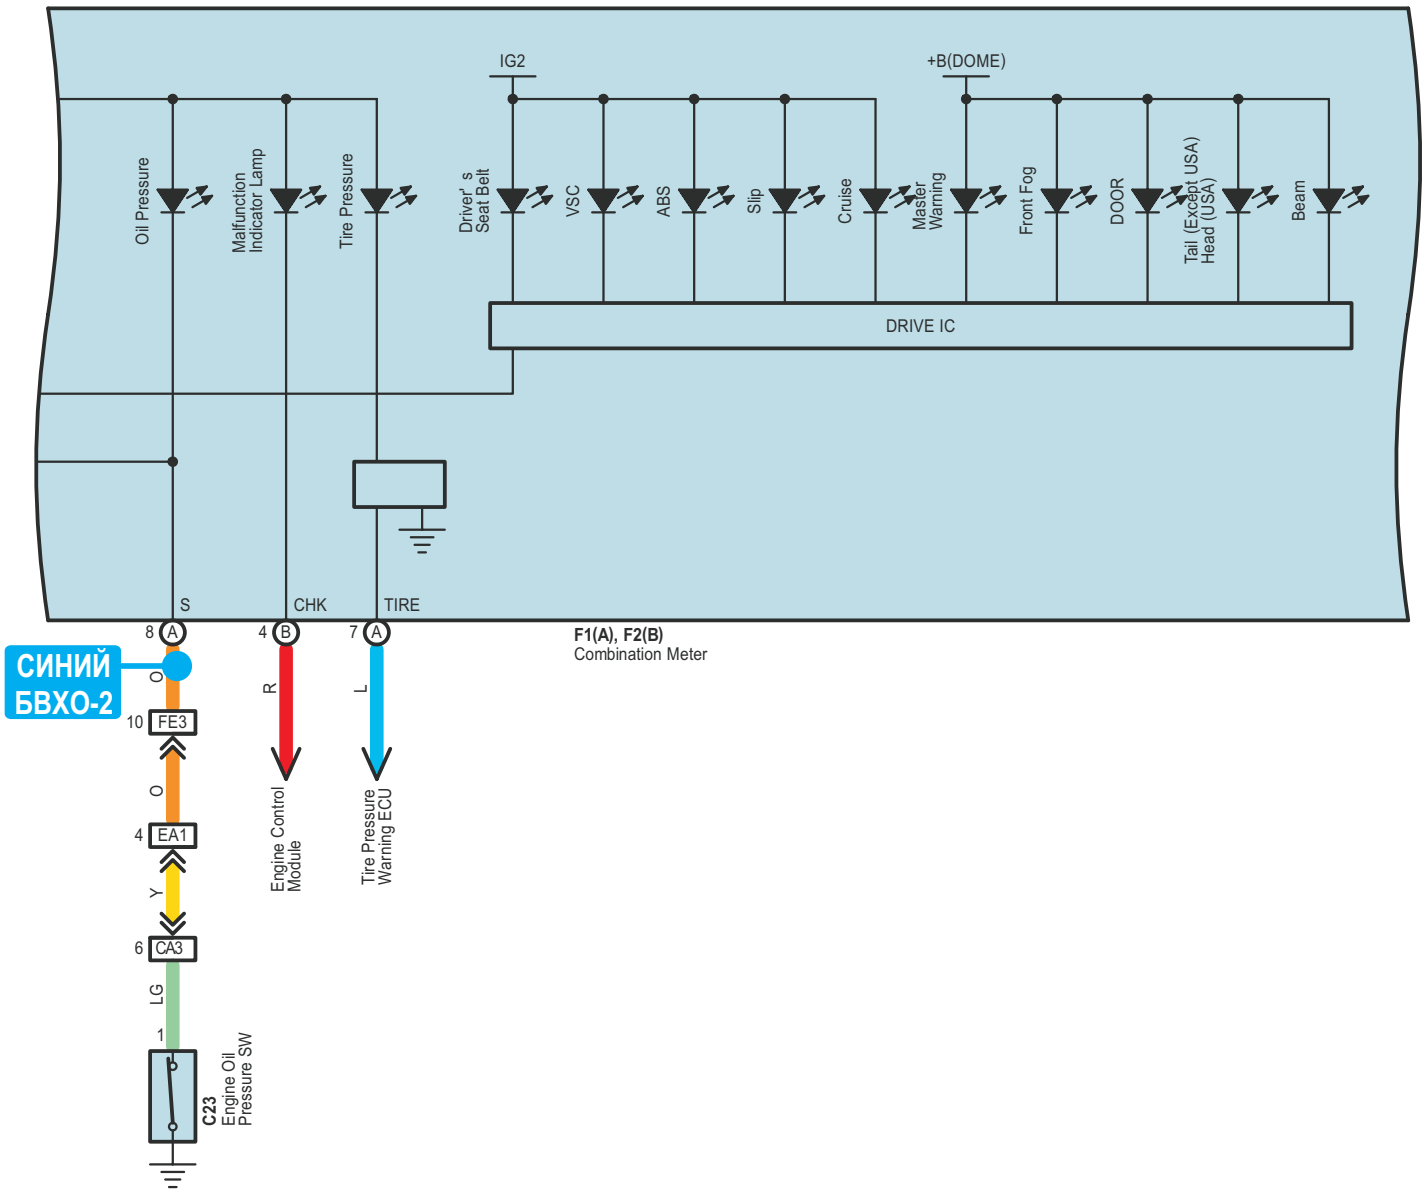 IG2
+B(DOME)
Oil Pressure
Malfunction
Indicator Lamp
Tire Pressure
Driver' s
Seat Belt
VSC
ABS
Slip
Cruise
Master
Warning
Front Fog
DOOR
Tail (Except USA)
Head (USA)
Beam
DRIVE IC
S
CHK
TIRE
8 A
4 B
7 A
F1(A), F2(B)
Combination Meter
СИНИЙ
БВХО-2
O
R
L
10 FE3
O
Engine Control
Module
Tire Pressure
Warning ECU
4 EA1
Y
6 CA3
LG
1
C23
Engine Oil
Pressure SW